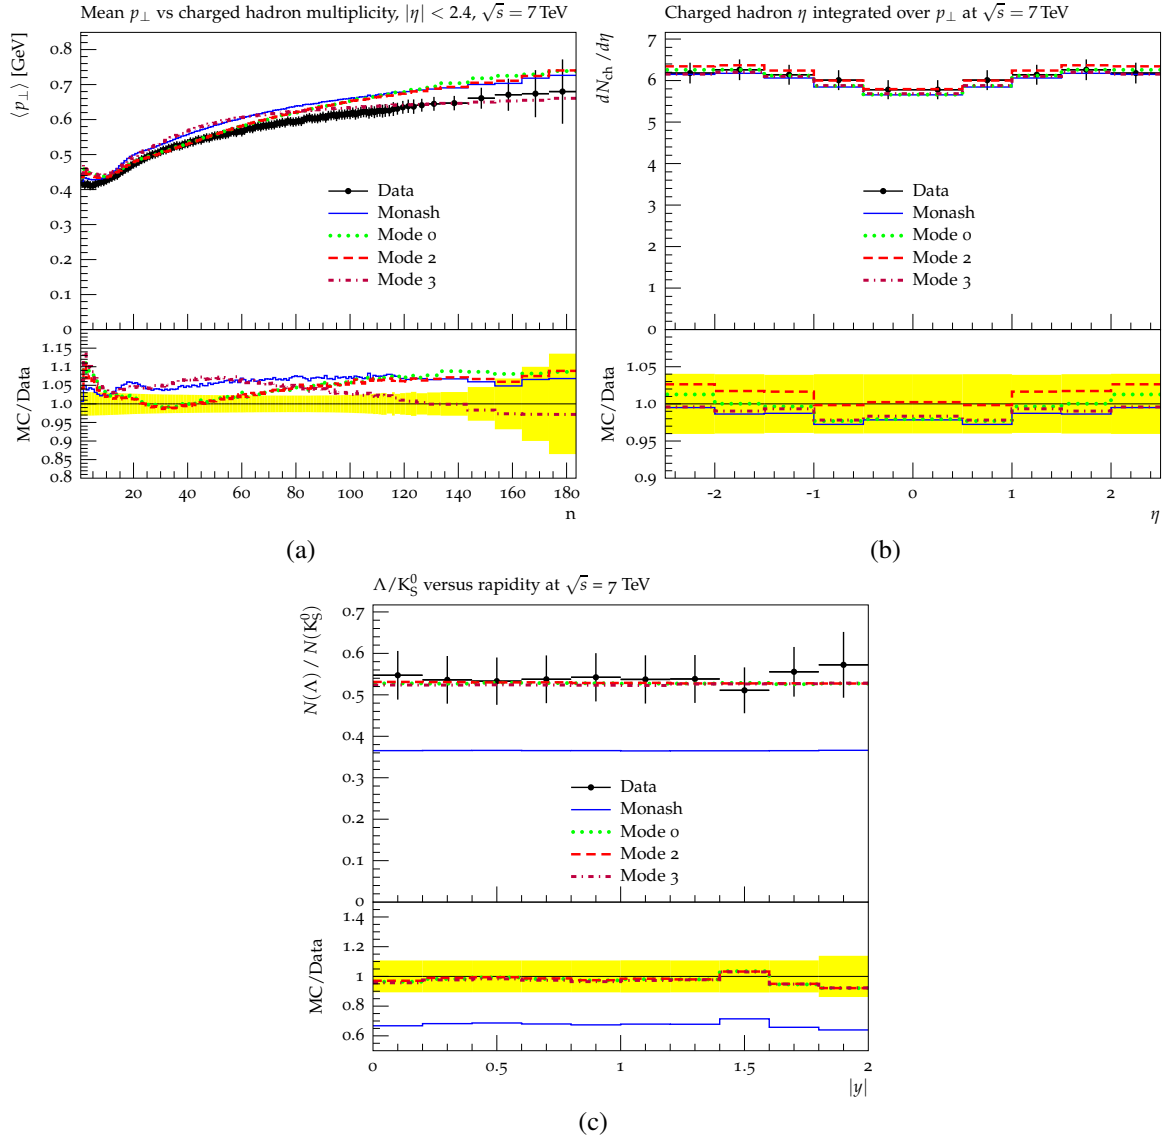 Mean p⊥ vs charged hadron multiplicity, |η| < 2.4, √s = 7 TeV
⟨p⊥⟩ [GeV]
0.8
0.7
0.6
0.5
0.4
0.3
0.2
0.1
0
Data
Monash
Mode 0
Mode 2
Mode 3
MC/Data
1.15
1.1
1.05
1.0
0.95
0.9
0.85
0.8
20 40 60 80 100 120 140 160 180
n
(a)
Charged hadron η integrated over p⊥ at √s = 7 TeV
dNch/dη
7
6
5
4
3
2
1
0
Data
Monash
Mode 0
Mode 2
Mode 3
MC/Data
1.05
1.0
0.95
0.9
-2 -1 0 1 2
η
(b)
Λ/K⁰S versus rapidity at √s = 7 TeV
N(Λ) / N(K⁰S)
0.7
0.6
0.5
0.4
0.3
0.2
0.1
0
Data
Monash
Mode 0
Mode 2
Mode 3
MC/Data
1.4
1.2
1
0.8
0.6
0 0.5 1 1.5 2
|y|
(c)